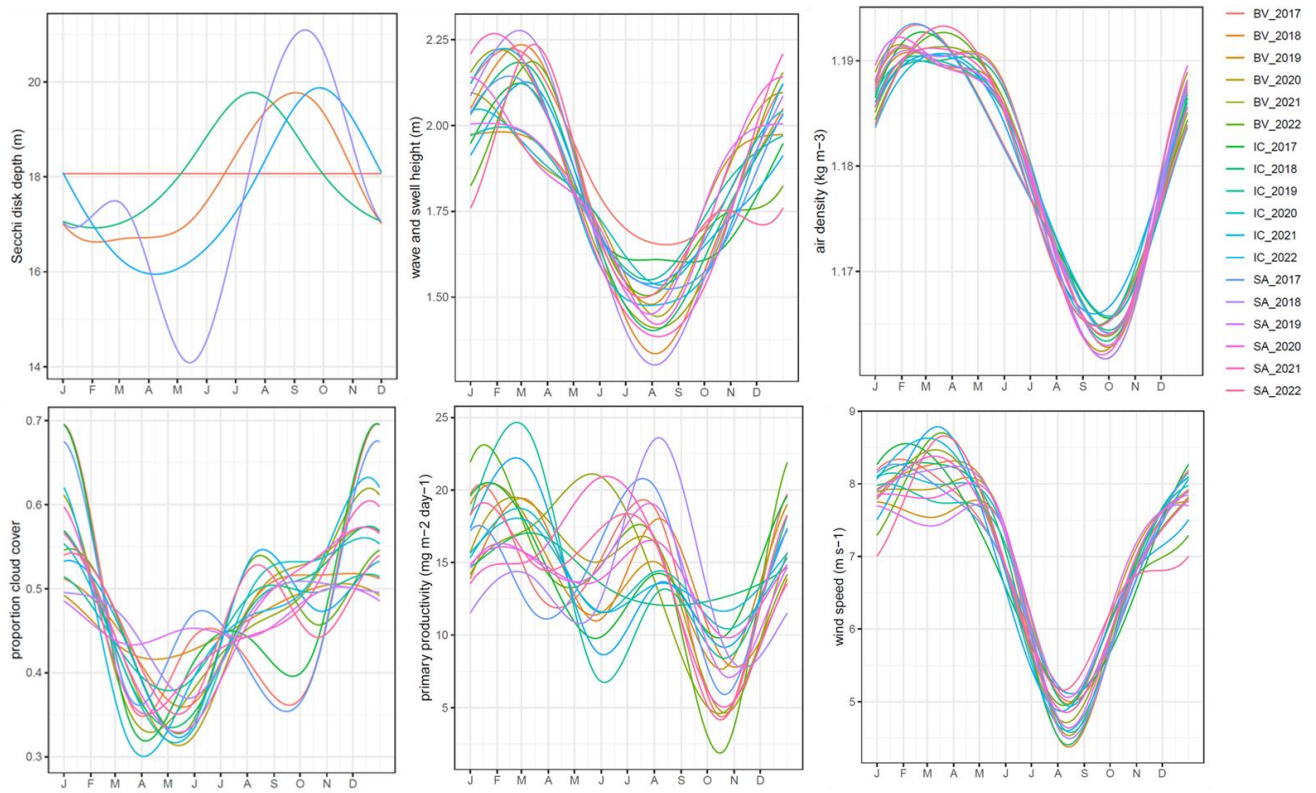 Secchi disk depth (m)
20
18
16
14
J F M A M J J A S O N D
wave and swell height (m)
2.25
2.00
1.75
1.50
J F M A M J J A S O N D
air density (kg m-3)
1.19
1.18
1.17
J F M A M J J A S O N D
BV_2017
BV_2018
BV_2019
BV_2020
BV_2021
BV_2022
IC_2017
IC_2018
IC_2019
IC_2020
IC_2021
IC_2022
SA_2017
SA_2018
SA_2019
SA_2020
SA_2021
SA_2022
proportion cloud cover
0.7
0.6
0.5
0.4
0.3
J F M A M J J A S O N D
primary productivity (mg m−2 day−1)
25
20
15
10
5
J F M A M J J A S O N D
wind speed (m s−1)
9
8
7
6
5
J F M A M J J A S O N D